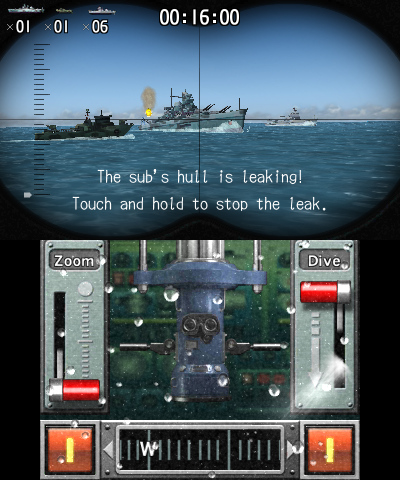 00:16:00
×01 ×01 ×06
The sub's hull is leaking!
Touch and hold to stop the leak.
Zoom
Dive
! W !